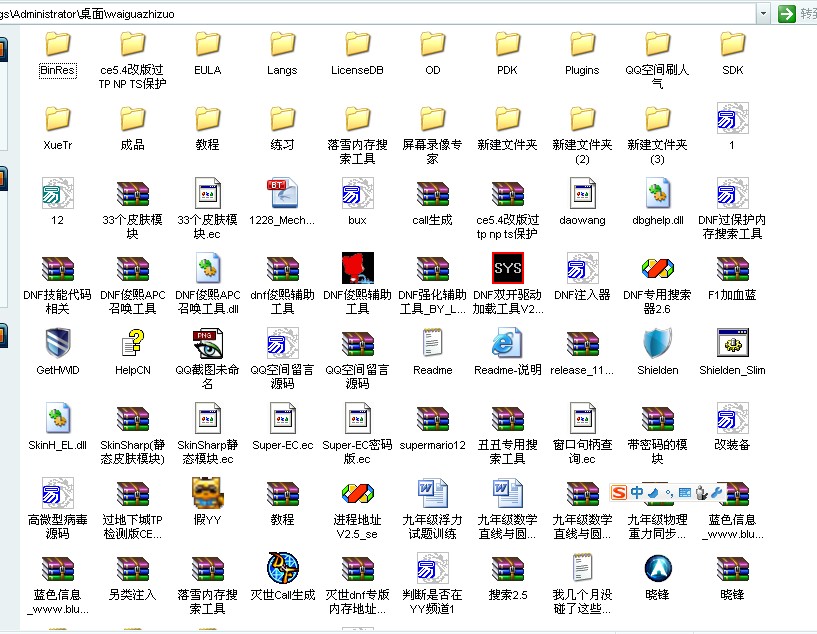 gs\Administrator\桌面\waiguazhizuo
转到
BinRes
ce5.4改版过
TP NP TS保护
EULA
Langs
LicenseDB
OD
PDK
Plugins
QQ空间刷人
气
SDK
XueTr
成品
教程
练习
落雪内存搜
索工具
屏幕录像专
家
新建文件夹
新建文件夹
(2)
新建文件夹
(3)
1
12
33个皮肤模
块
33个皮肤模
块.ec
1228_Mech...
bux
call生成
ce5.4改版过
tp np ts保护
daowang
dbghelp.dll
DNF过保护内
存搜索工具
DNF技能代码
相关
DNF俊熙APC
召唤工具
DNF俊熙APC
召唤工具.dll
dnf俊熙辅助
工具
DNF俊熙辅助
工具
DNF强化辅助
工具_BY_L...
SYS
DNF双开驱动
加载工具V2...
DNF注入器
DNF专用搜索
器2.6
F1加血蓝
GetHWID
HelpCN
QQ截图未命
名
QQ空间留言
源码
QQ空间留言
源码
Readme
Readme-说明
release_11...
Shielden
Shielden_Slim
SkinH_EL.dll
SkinSharp(静
态皮肤模块)
SkinSharp静
态模块.ec
Super-EC.ec
Super-EC密码
版.ec
supermario12
丑丑专用搜
索工具
窗口句柄查
询.ec
带密码的模
块
改装备
高微型病毒
源码
过地下城TP
检测版CE...
假YY
教程
进程地址
V2.5_se
九年级浮力
试题训练
九年级数学
直线与圆...
九年级数学
直线与圆...
九年级物理
重力同步...
蓝色信息
_www.blu...
中
蓝色信息
_www.blu...
另类注入
落雪内存搜
索工具
灭世Call生成
灭世dnf专版
内存地址...
判断是否在
YY频道1
搜索2.5
我几个月没
碰了这些...
晓锋
晓锋